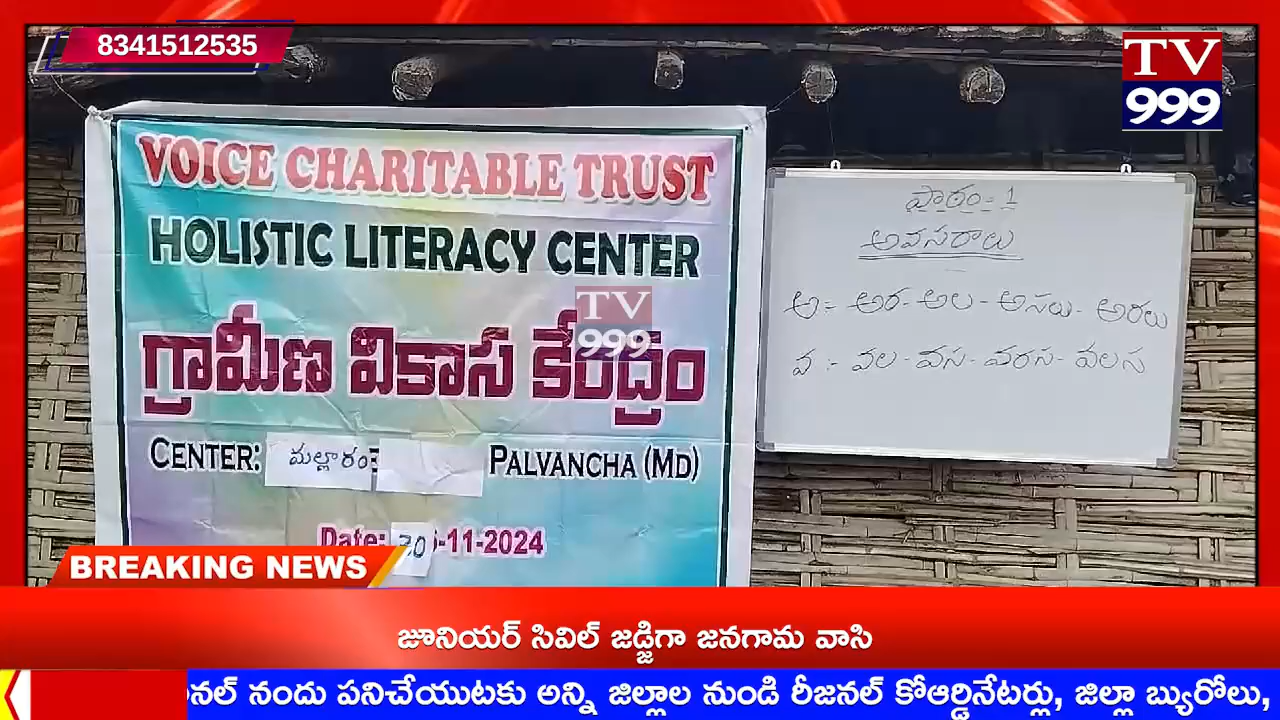 8341512535
TV
999
VOICE CHARITABLE TRUST
HOLISTIC LITERACY CENTER
TV
999
గ్రామీణ వికాస కేంద్రం
CENTER: మల్లారం PALVANCHA (MD)
Date: 20-11-2024
పాఠం:- 1
అవసరాలు
అ:- అర- అల - అసలు- అరలు
వ :- వల - వస - వరస- వలస
BREAKING NEWS
జూనియర్ సివిల్ జడ్జిగా జనగామ వాసి
నల్ నందు పనిచేయుటకు అన్ని జిల్లాల నుండి రీజనల్ కోఆర్డినేటర్లు, జిల్లా బ్యురోలు,